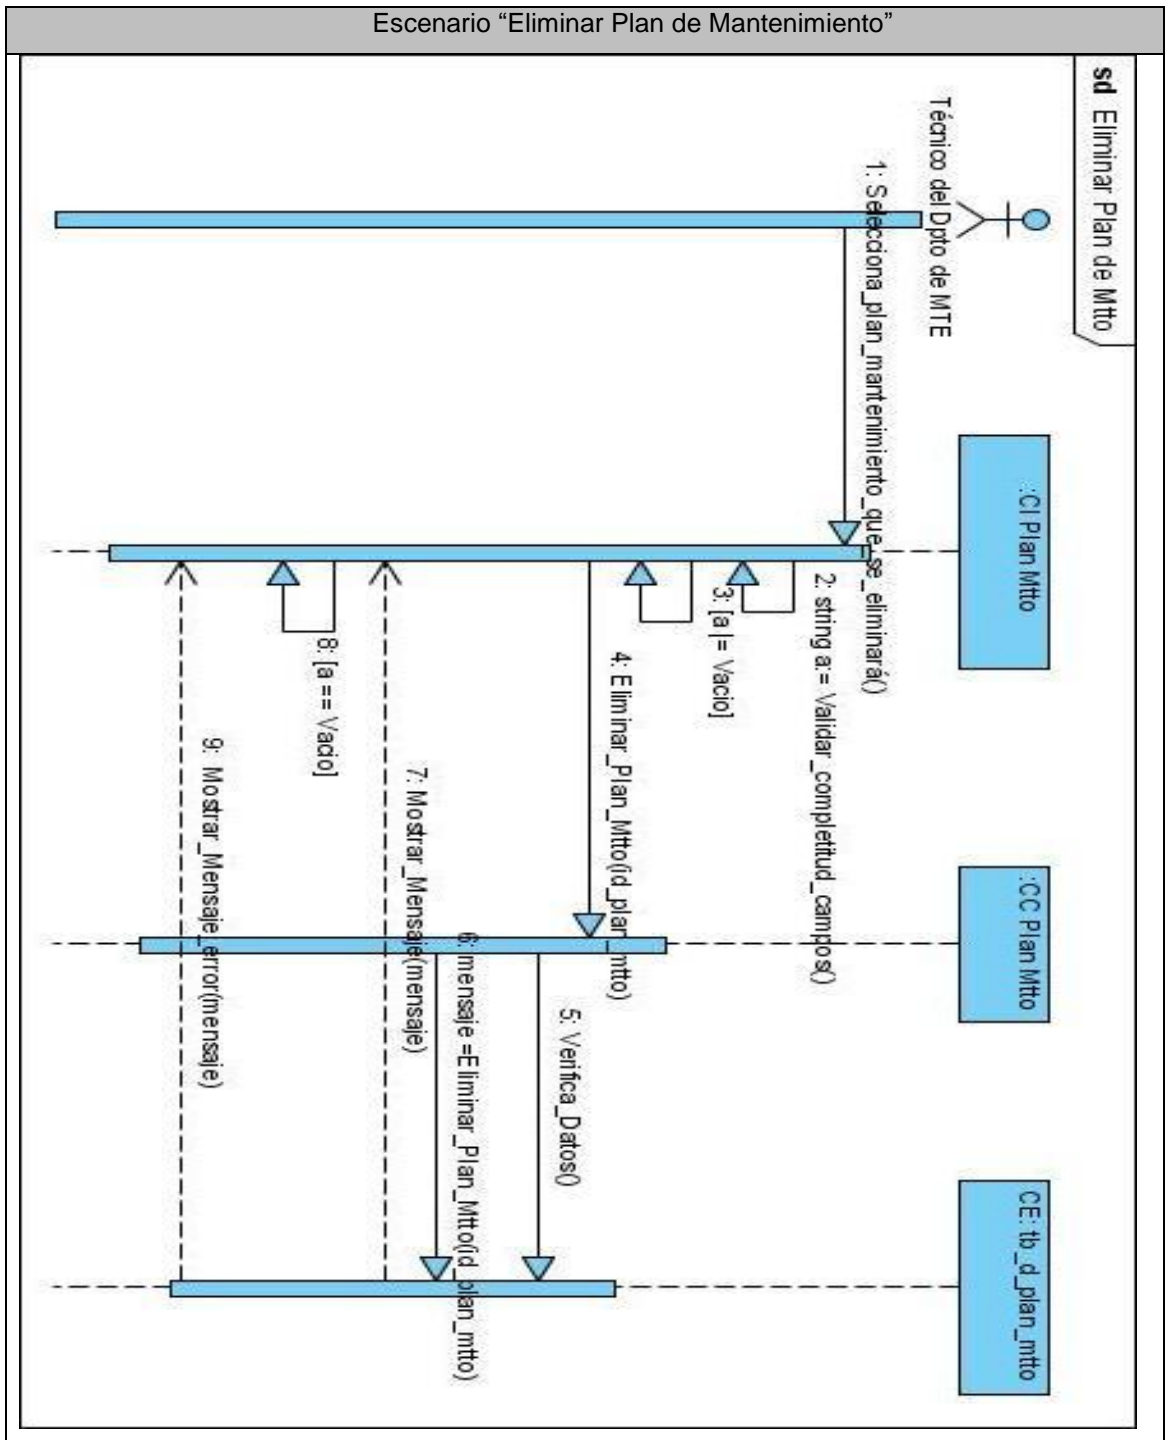 Escenario “Eliminar Plan de Mantenimiento”
sd Eliminar Plan de Mtto
Técnico del Dpto de MTE
:CI Plan Mtto
:CC Plan Mtto
CE: tb_d_plan_mtto
1: Selecciona_plan_mantenimiento_que_se_eliminará()
2: string a:= Validar_completitud_campos()
3: [a != Vacio]
4: Eliminar_Plan_Mtto(id_plan_mtto)
5: Verifica_Datos()
6: mensaje =Eliminar_Plan_Mtto(id_plan_mtto)
7: Mostrar_Mensaje(mensaje)
8: [a == Vacio]
9: Mostrar_Mensaje_error(mensaje)